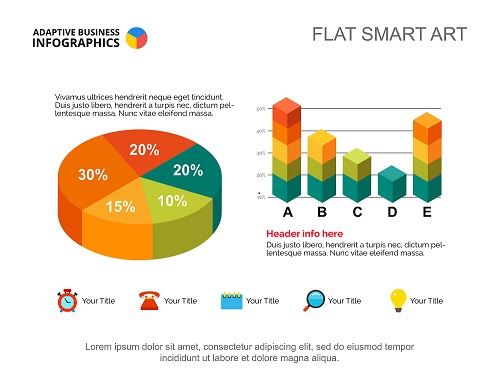 ADAPTIVE BUSINESS
INFOGRAPHICS
FLAT SMART ART
Vivamus ultrices hendrerit neque eget tincidunt.
Duis justo libero, hendrerit a turpis nec, dictum pel-
lentesque massa. Nunc vitae eleifend massa.
20%
20%
30%
10%
15%
50%
40%
30%
20%
10%
A B C D E
Header info here
Duis justo libero, hendrerit a turpis nec, dictum pel-
lentesque massa. Nunc vitae eleifend massa.
Your Title Your Title Your Title Your Title Your Title
Lorem ipsum dolor sit amet, consectetur adipiscing elit, sed do eiusmod tempor
incididunt ut labore et dolore magna aliqua.